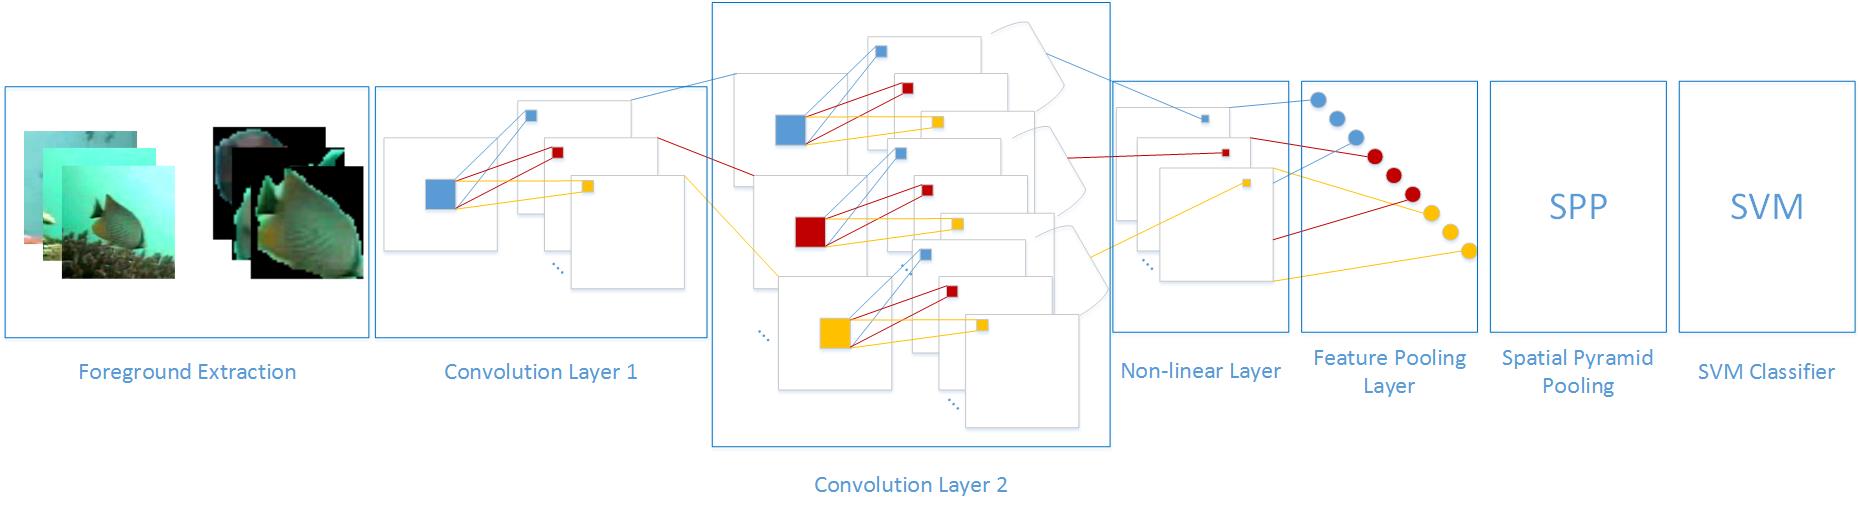 SPP
SVM
Foreground Extraction
Convolution Layer 1
Non-linear Layer
Feature Pooling
Layer
Spatial Pyramid
Pooling
SVM Classifier
Convolution Layer 2